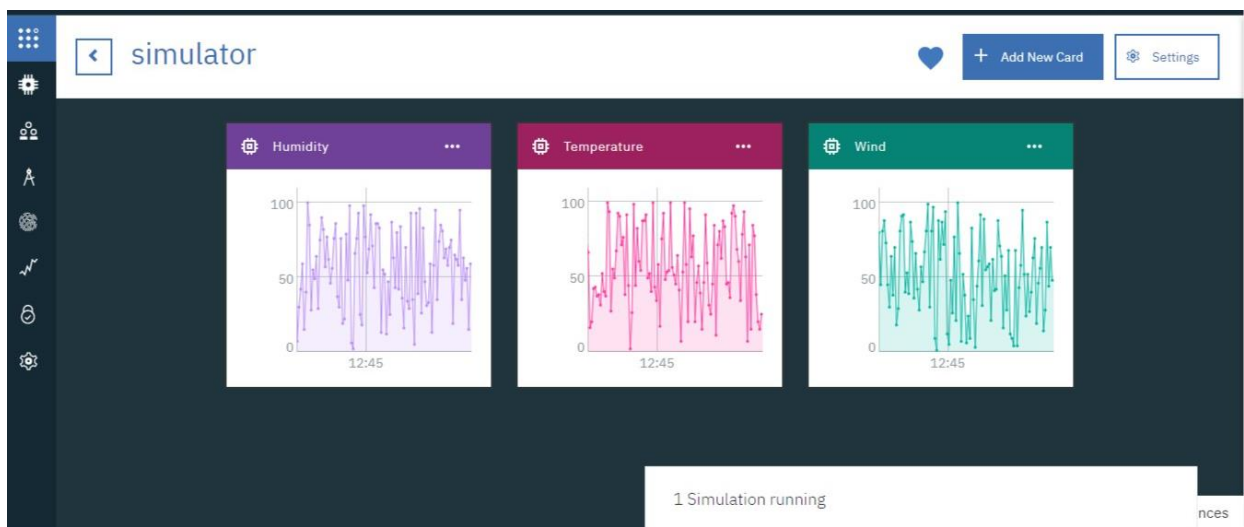 simulator
+ Add New Card
Settings
Humidity
100
50
0
12:45
Temperature
100
50
0
12:45
Wind
100
50
0
12:45
1 Simulation running
nces